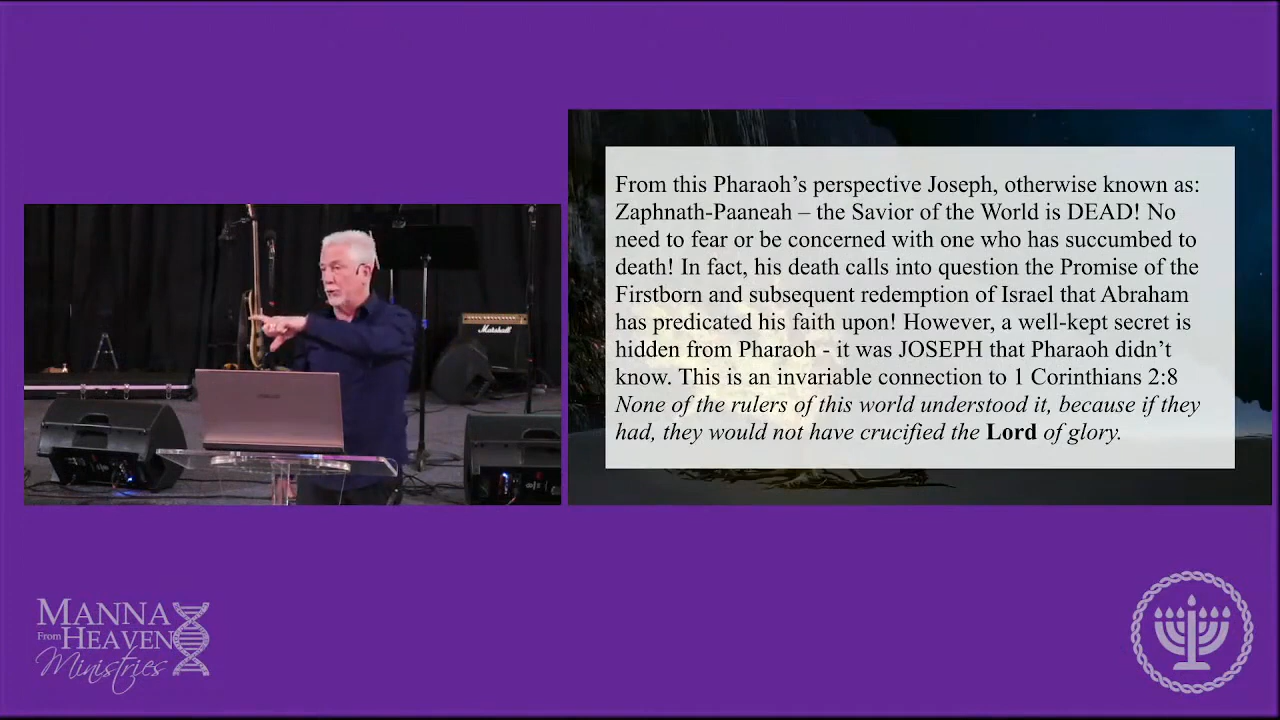 From this Pharaoh’s perspective Joseph, otherwise known as:
Zaphnath-Paaneah – the Savior of the World is DEAD! No
need to fear or be concerned with one who has succumbed to
death! In fact, his death calls into question the Promise of the
Firstborn and subsequent redemption of Israel that Abraham
has predicated his faith upon! However, a well-kept secret is
hidden from Pharaoh - it was JOSEPH that Pharaoh didn’t
know. This is an invariable connection to 1 Corinthians 2:8
None of the rulers of this world understood it, because if they
had, they would not have crucified the Lord of glory.
Marshall
MANNA
From HEAVEN
Ministries